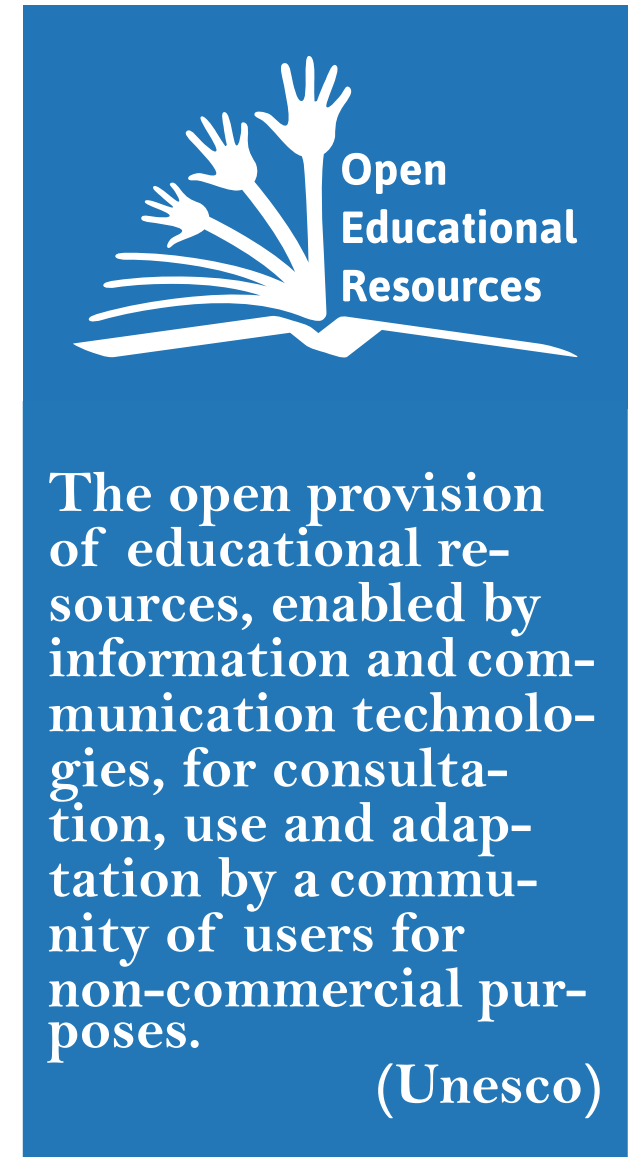 Open
Educational
Resources
The open provision
of educational re-
sources, enabled by
information and com-
munication technolo-
gies, for consulta-
tion, use and adap-
tation by a commu-
nity of users for
non-commercial pur-
poses.
(Unesco)